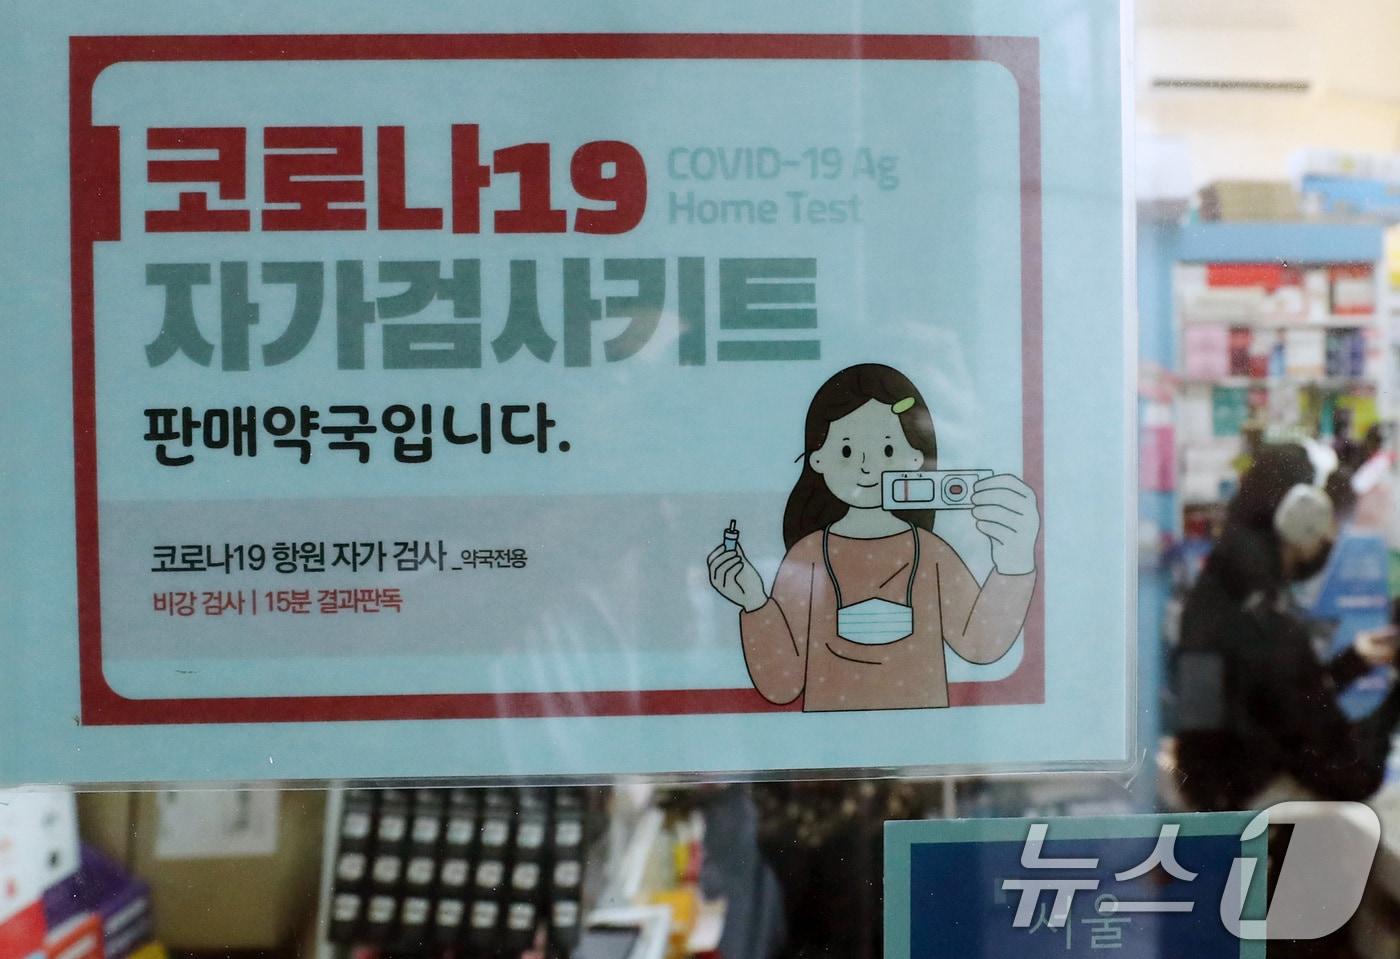 코로나19
COVID-19 Ag
Home Test
자가검사키트
판매약국입니다.
코로나19 항원 자가 검사_약국전용
비강 검사 | 15분 결과판독
뉴스1
서울